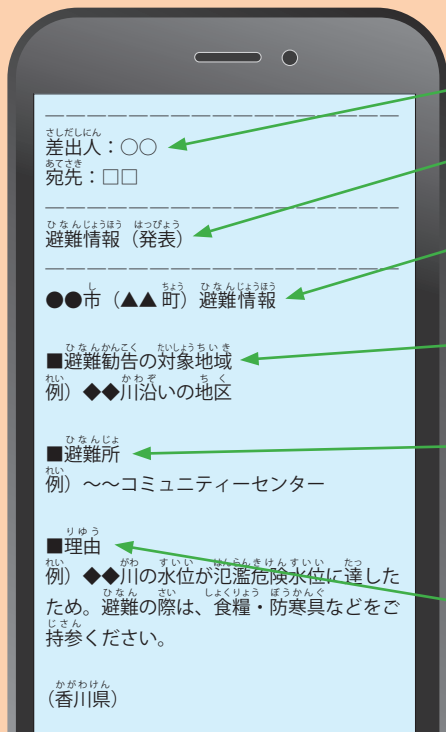 差出人：○○
宛先：□□
避難情報（発表）
●●市（▲▲町）避難情報
■避難勧告の対象地域
例）◆◆川沿いの地区
■避難所
例）～～コミュニティーセンター
■理由
例）◆◆川の水位が氾濫危険水位に達した
ため。避難の際は、食糧・防寒具などをご
持参ください。
（香川県）